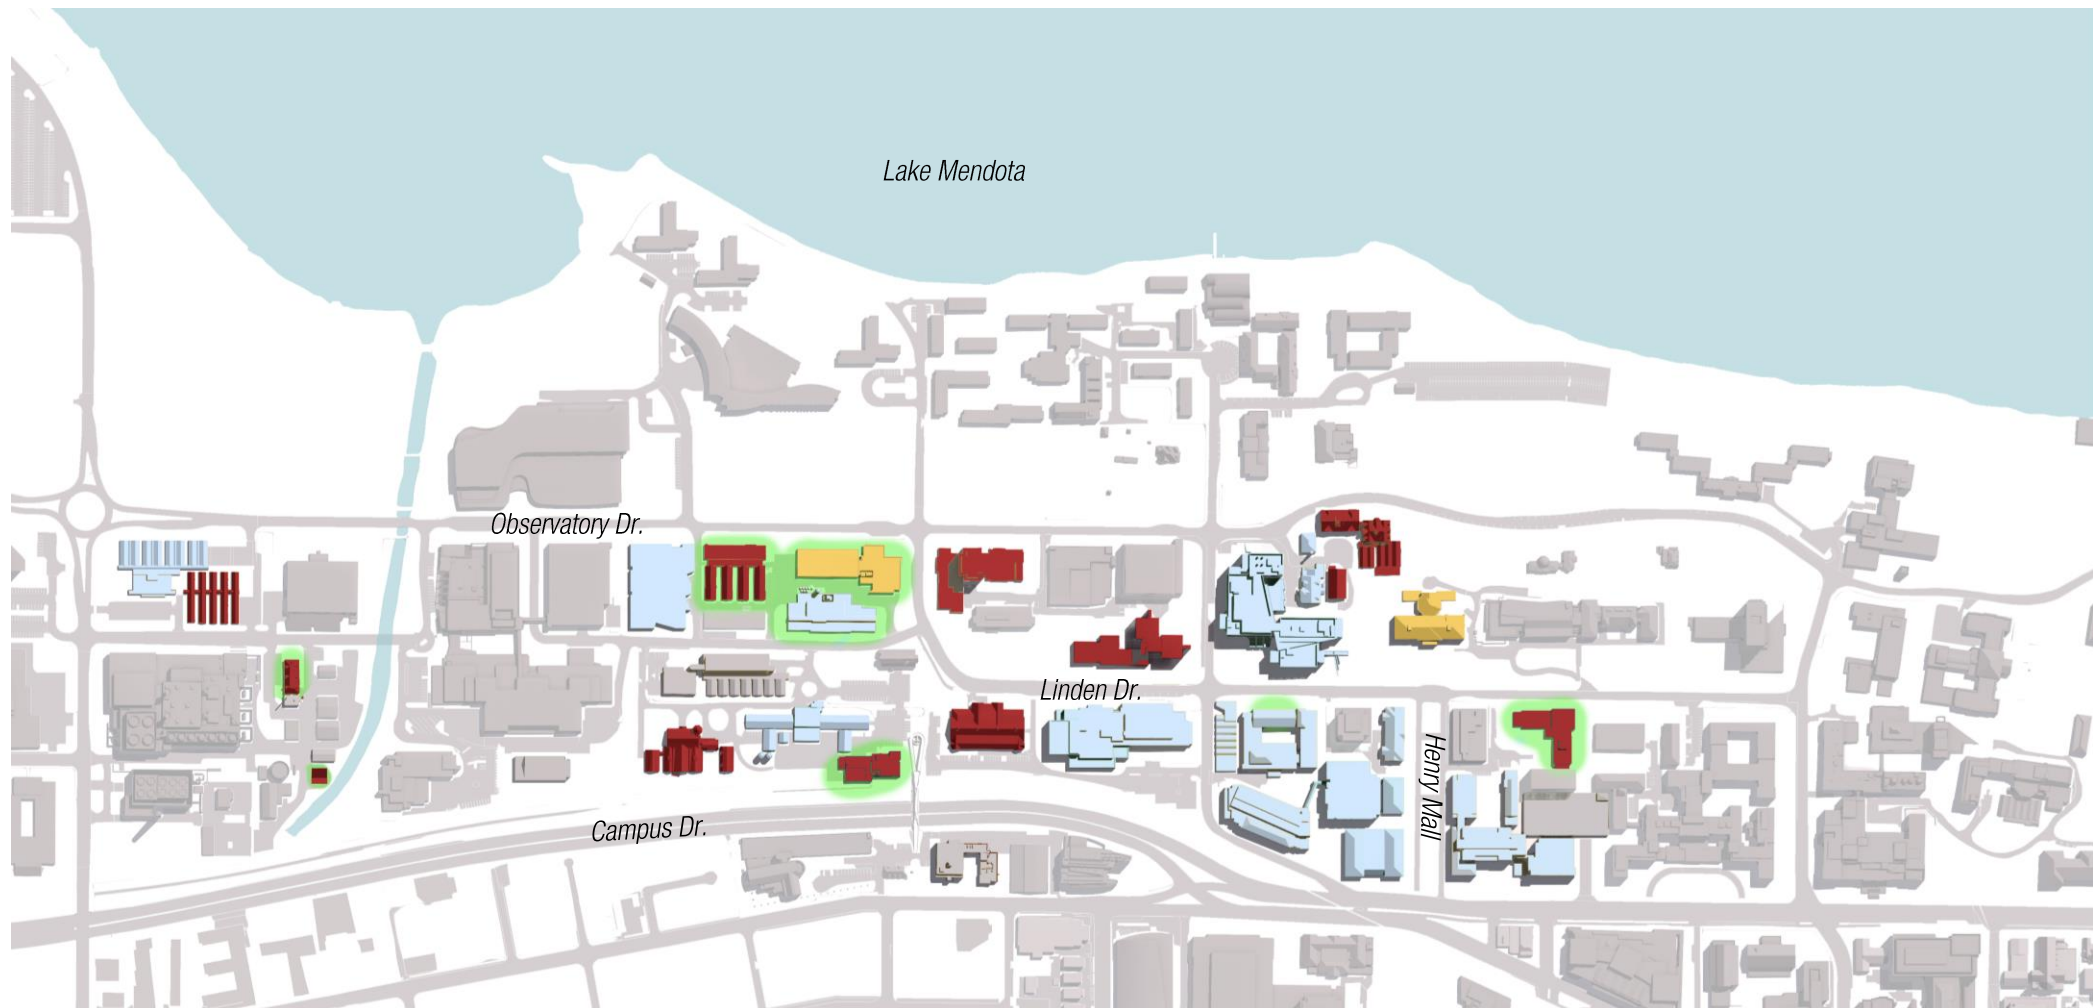 Lake Mendota
Observatory Dr.
Linden Dr.
Henry Mall
Campus Dr.